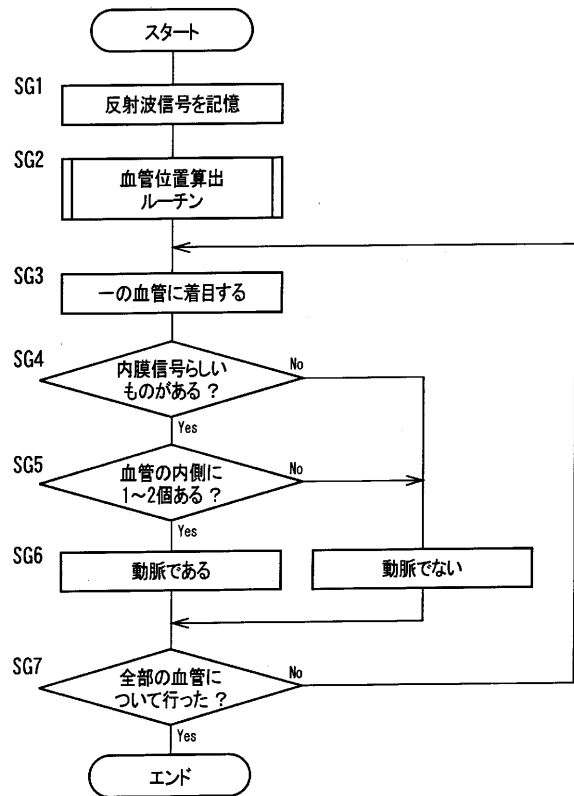 スタート
SG1
反射波信号を記憶
SG2
血管位置算出
ルーチン
SG3
一の血管に着目する
SG4
内膜信号らしい
ものがある ?
No
Yes
SG5
血管の内側に
1～2個ある ?
No
Yes
SG6
動脈である
動脈でない
SG7
全部の血管に
ついて行った ?
No
Yes
エンド